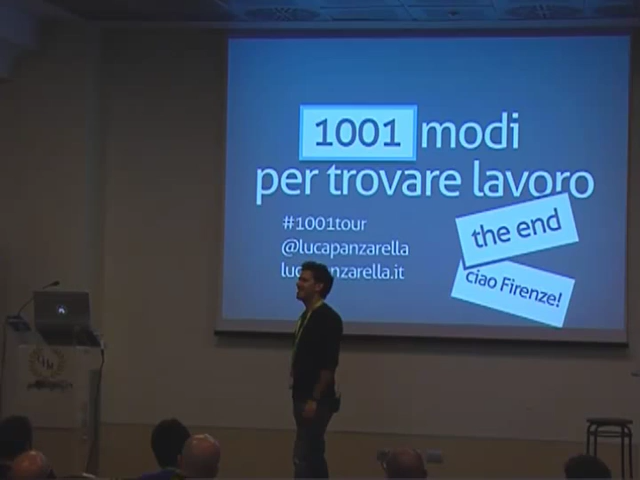 1001 modi
per trovare lavoro
#1001tour
@lucapanzarella
the end
ciao Firenze!